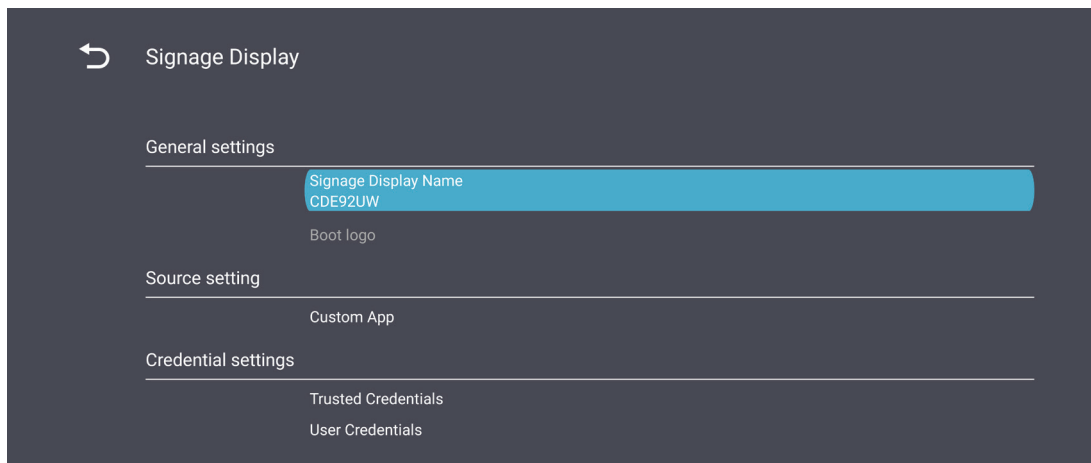 Signage Display
General settings
Signage Display Name
CDE92UW
Boot logo
Source setting
Custom App
Credential settings
Trusted Credentials
User Credentials